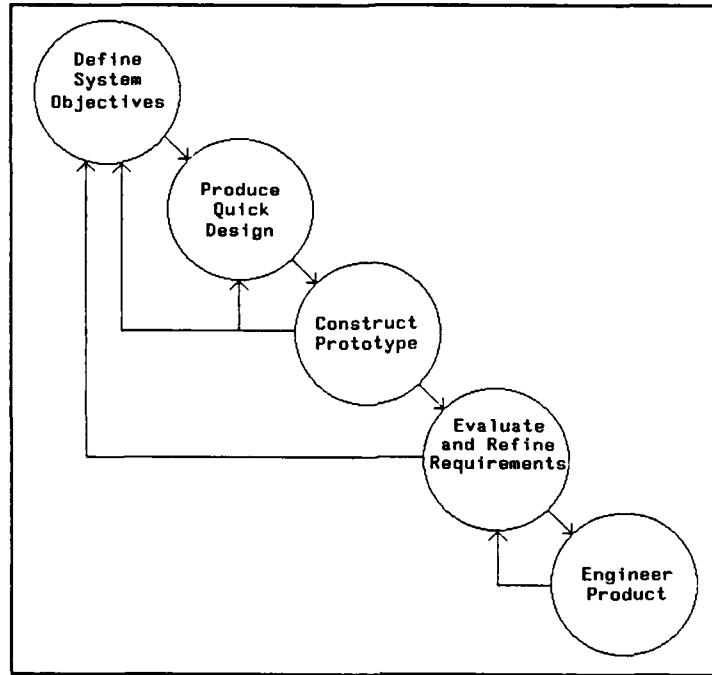 Define
System
Objectives
Produce
Quick
Design
Construct
Prototype
Evaluate
and Refine
Requirements
Engineer
Product